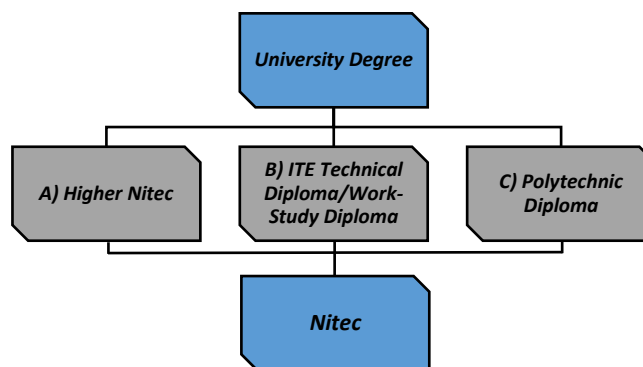 University
Degree
A) Higher Nitec
B) ITE Technical
Diploma/Work-
Study Diploma
C) Polytechnic
Diploma
Nitec